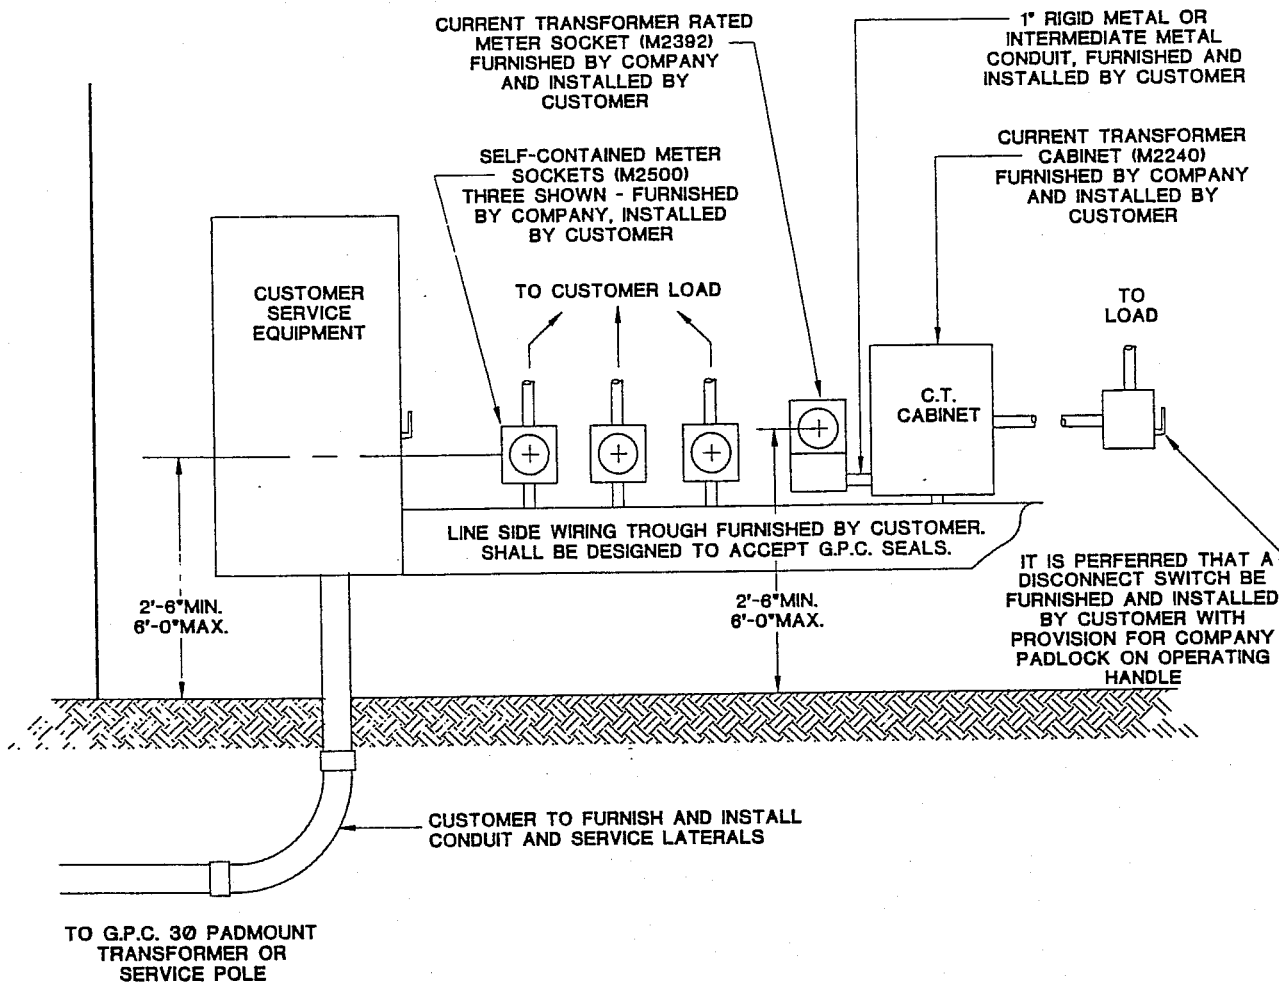 CURRENT TRANSFORMER RATED
METER SOCKET (M2392)
FURNISHED BY COMPANY
AND INSTALLED BY
CUSTOMER
1" RIGID METAL OR
INTERMEDIATE METAL
CONDUIT, FURNISHED AND
INSTALLED BY CUSTOMER
SELF-CONTAINED METER
SOCKETS (M2500)
THREE SHOWN - FURNISHED
BY COMPANY, INSTALLED
BY CUSTOMER
CURRENT TRANSFORMER
CABINET (M2240)
FURNISHED BY COMPANY
AND INSTALLED BY
CUSTOMER
CUSTOMER
SERVICE
EQUIPMENT
TO CUSTOMER LOAD
TO
LOAD
C.T.
CABINET
LINE SIDE WIRING TROUGH FURNISHED BY CUSTOMER.
SHALL BE DESIGNED TO ACCEPT G.P.C. SEALS.
2'-6"MIN.
6'-0"MAX.
2'-6"MIN.
6'-0"MAX.
IT IS PERFERRED THAT A
DISCONNECT SWITCH BE
FURNISHED AND INSTALLED
BY CUSTOMER WITH
PROVISION FOR COMPANY
PADLOCK ON OPERATING
HANDLE
CUSTOMER TO FURNISH AND INSTALL
CONDUIT AND SERVICE LATERALS
TO G.P.C. 3Ø PADMOUNT
TRANSFORMER OR
SERVICE POLE